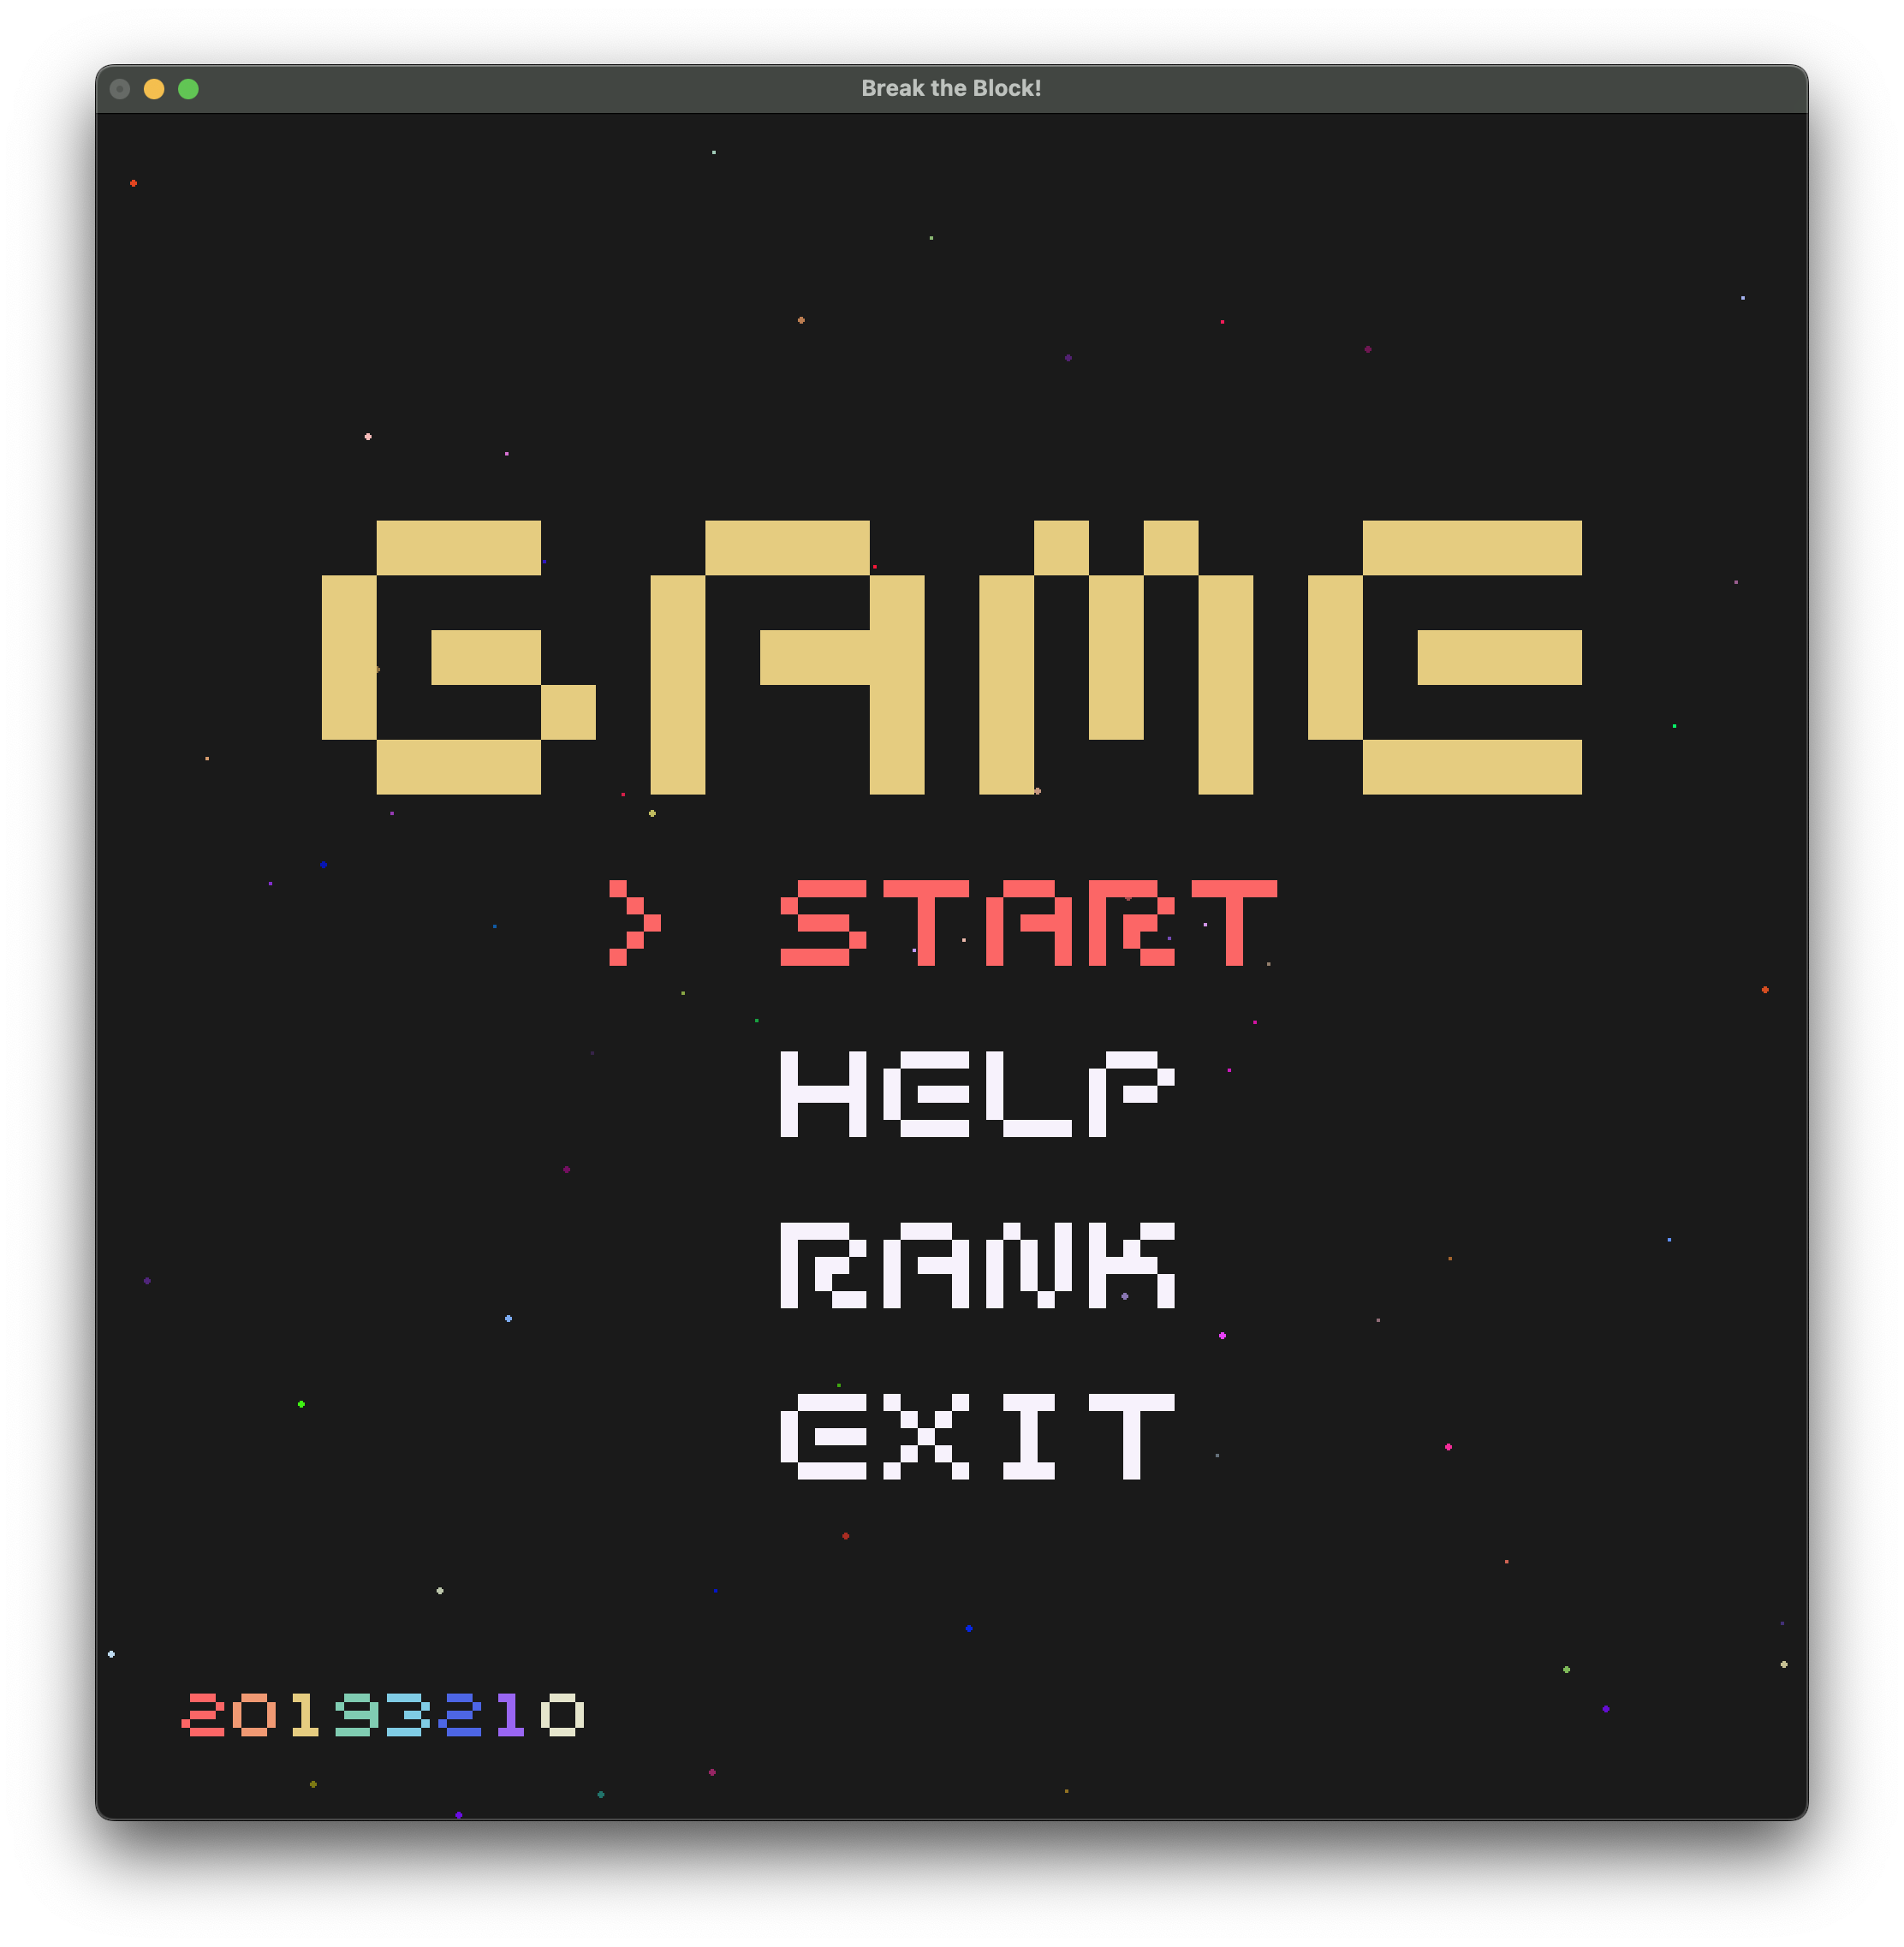 Break the Block!
GAME
> START
HELP
RANK
EXIT
20193210